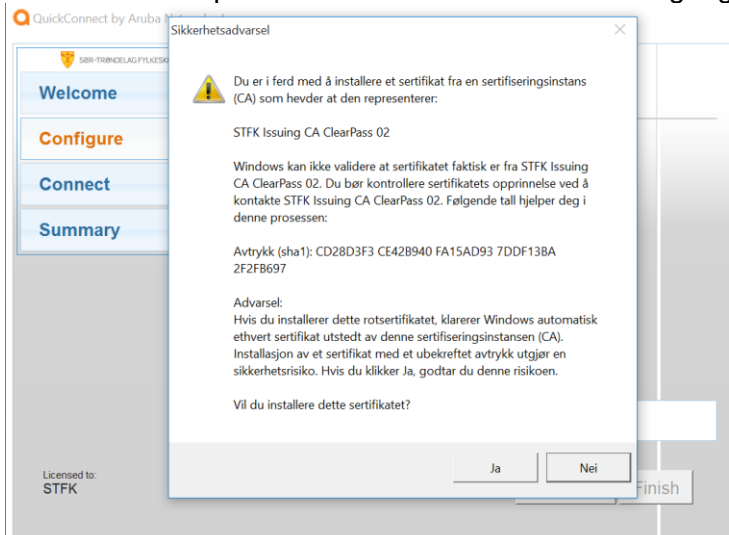 QuickConnect by Aruba
Sikkerhetsadvarsel
SØR-TRØNDELAG FYLKESK
Welcome
Configure
Connect
Summary
Du er i ferd med å installere et sertifikat fra en sertifiseringsinstans
(CA) som hevder at den representerer:
STFK Issuing CA ClearPass 02
Windows kan ikke validere at sertifikatet faktisk er fra STFK Issuing
CA ClearPass 02. Du bør kontrollere sertifikatets opprinnelse ved å
kontakte STFK Issuing CA ClearPass 02. Følgende tall hjelper deg i
denne prosessen:
Avtrykk (sha1): CD28D3F3 CE42B940 FA15AD93 7DDF13BA
2F2FB697
Advarsel:
Hvis du installerer dette rotsertifikatet, klarerer Windows automatisk
ethvert sertifikat utstedt av denne sertifiseringsinstansen (CA).
Installasjon av et sertifikat med et ubekreftet avtrykk utgjør en
sikkerhetsrisiko. Hvis du klikker Ja, godtar du denne risikoen.
Vil du installere dette sertifikatet?
Ja Nei
Licensed to:
STFK
Finish